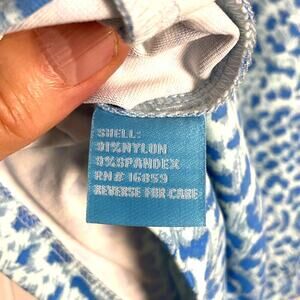 SHELL:
91%NYLON
9%SPANDEX
RN# 16859
REVERSE FOR CARE